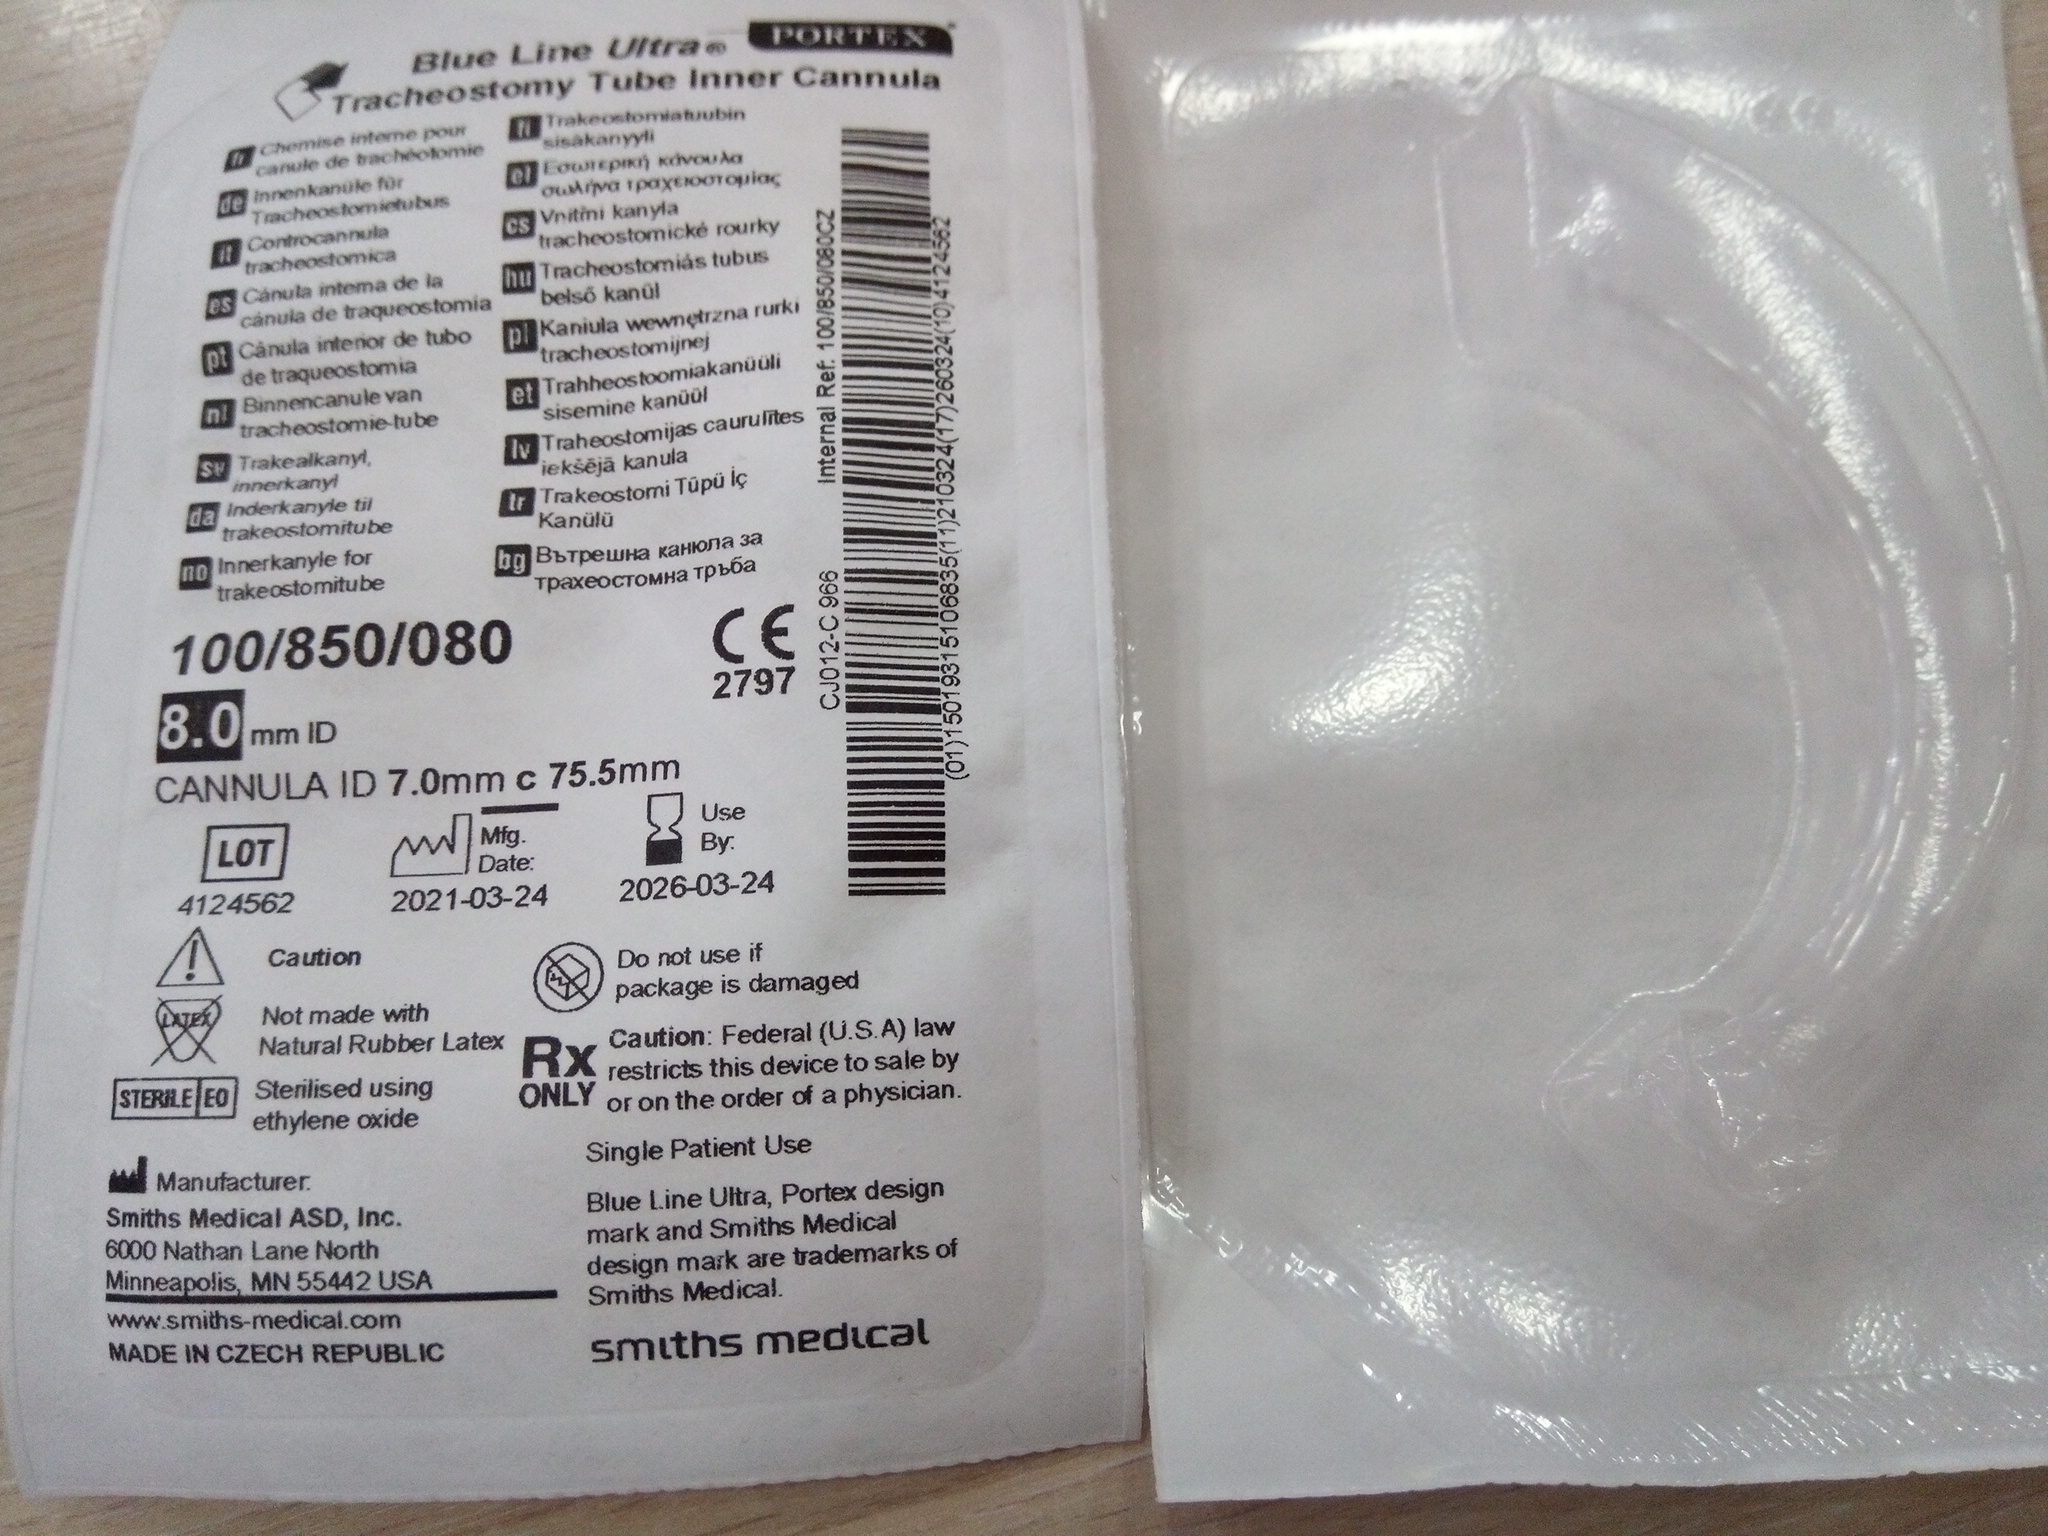 PORTEX
Blue Line Ultra®
Tracheostomy Tube Inner Cannula
fr Chemise interne pour
canule de trachéotomie
de Innenkanüle für
Tracheostomietubus
it Controcannula
tracheostomica
es Cánula interna de la
cánula de traqueostomia
pt Cânula interior de tubo
de traqueostomia
nl Binnencanule van
tracheostomie-tube
sv Trakealkanyl,
innerkanyl
da Inderkanyle til
trakeostomitube
no Innerkanyle for
trakeostomitube
fi Trakeostomiatuubin
sisäkanyyli
el Εσωτερική κάνουλα
σωλήνα τραχειοστομίας
cs Vnitřní kanyla
tracheostomické rourky
hu Tracheostomiás tubus
belső kanül
pl Kaniula wewnętrzna rurki
tracheostomijnej
et Trahheostoomiakanüüli
sisemine kanüül
lv Traheostomijas caurulītes
iekšējā kanula
tr Trakeostomi Tüpü İç
Kanülü
bg Вътрешна канюла за
трахеостомна тръба
Internal Ref: 100/850/080CZ
CJ012-C 966
(01)15019315106835(11)210324(17)260324(10)4124562
100/850/080
CE
2797
8.0 mm ID
CANNULA ID 7.0mm c 75.5mm
LOT
4124562
Mfg.
Date:
2021-03-24
Use
By:
2026-03-24
Caution
LATEX
Not made with
Natural Rubber Latex
STERILE EO
Sterilised using
ethylene oxide
Do not use if
package is damaged
Rx
ONLY
Caution: Federal (U.S.A) law
restricts this device to sale by
or on the order of a physician.
Single Patient Use
Manufacturer:
Smiths Medical ASD, Inc.
6000 Nathan Lane North
Minneapolis, MN 55442 USA
www.smiths-medical.com
MADE IN CZECH REPUBLIC
Blue Line Ultra, Portex design
mark and Smiths Medical
design mark are trademarks of
Smiths Medical.
smiths medical